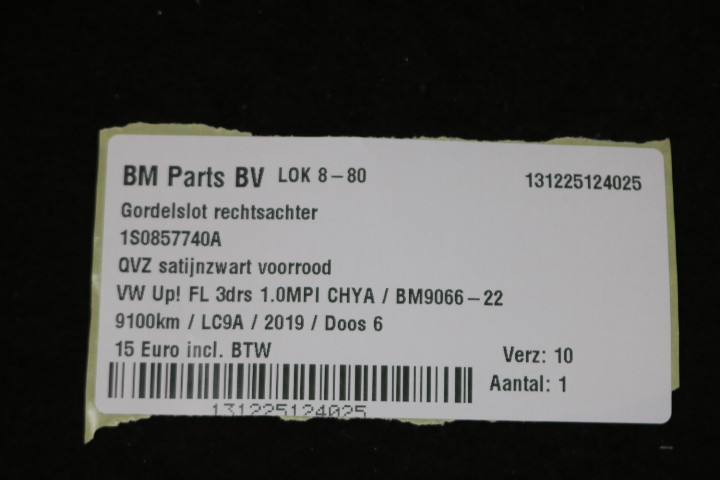 BM Parts BV LOK 8-80 131225124025
Gordelslot rechtsachter
1S0857740A
QVZ satijnzwart voorrood
VW Up! FL 3drs 1.0MPI CHYA / BM9066-22
9100km / LC9A / 2019 / Doos 6
15 Euro incl. BTW Verz: 10
Aantal: 1
131225124025